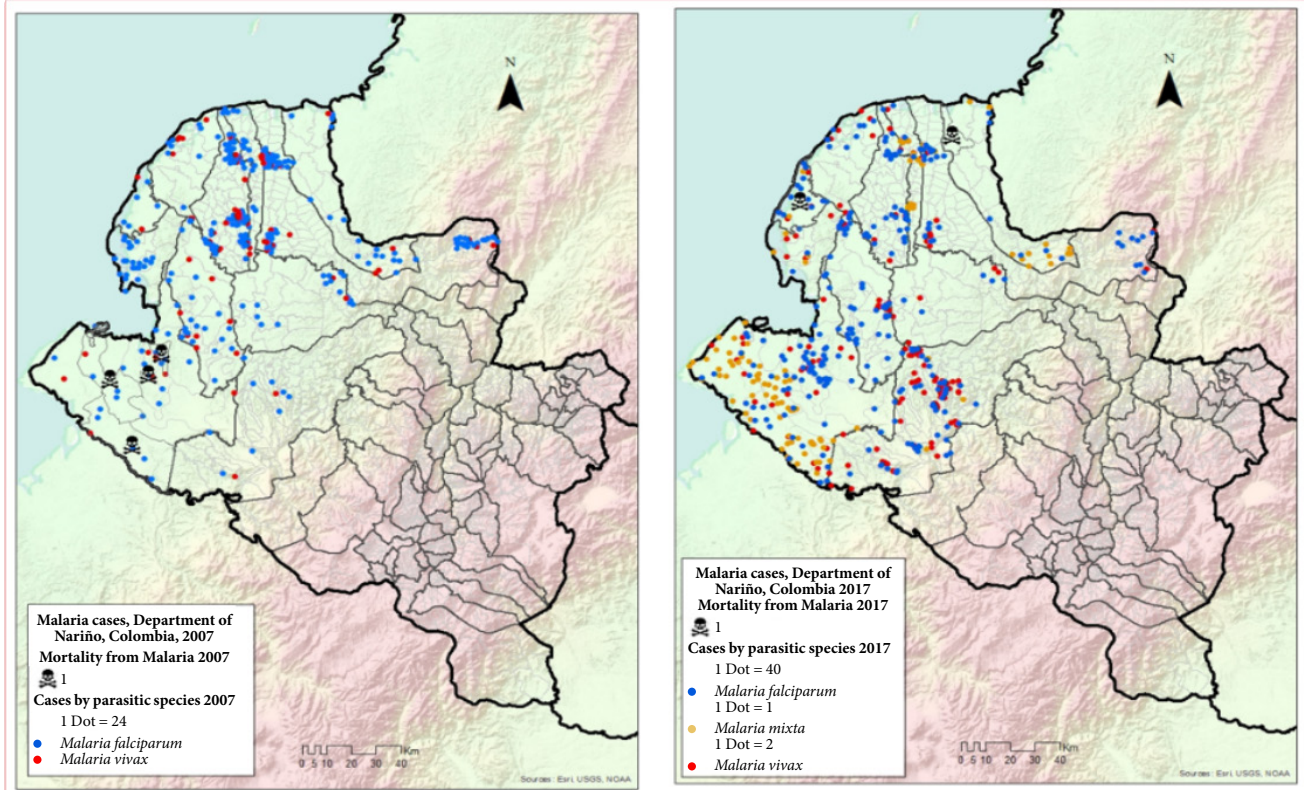 N
Malaria cases, Department of
Nariño, Colombia, 2007
Mortality from Malaria 2007
1
Cases by parasitic species 2007
1 Dot = 24
Malaria falciparum
Malaria vivax
Km
0 5 10 20 30 40
Sources: Esri, USGS, NOAA
N
Malaria cases, Department of
Nariño, Colombia 2017
Mortality from Malaria 2017
1
Cases by parasitic species 2017
1 Dot = 40
Malaria falciparum
1 Dot = 1
Malaria mixta
1 Dot = 2
Malaria vivax
Km
0 5 10 20 30 40
Sources: Esri, USGS, NOAA